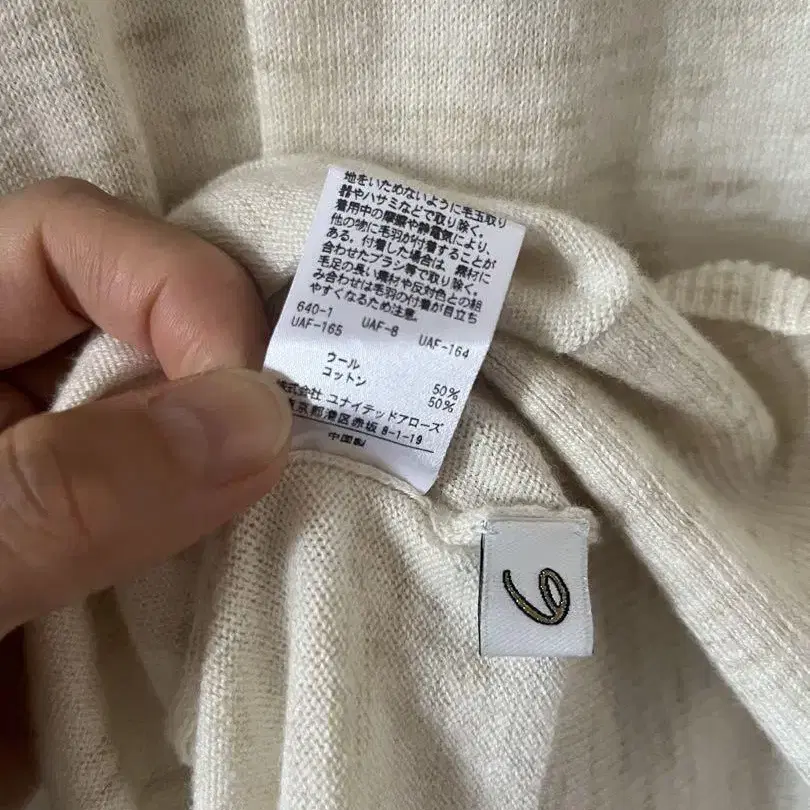 地をいためないように毛玉取り
器やハサミなどで取り除く。
着用中の摩擦や静電気により、
他の物に毛羽が付着することが
ある。付着した場合は、素材に
合わせたブラシ等で取り除く。
毛足の長い素材や反対色との組
み合わせは毛羽の付着が目立ち
やすくなるため注意。
640-1
UAF-165 UAF-8 UAF-164
ウール 50%
コットン 50%
株式会社 ユナイテッドアローズ
東京都港区赤坂 8-1-19
中国製